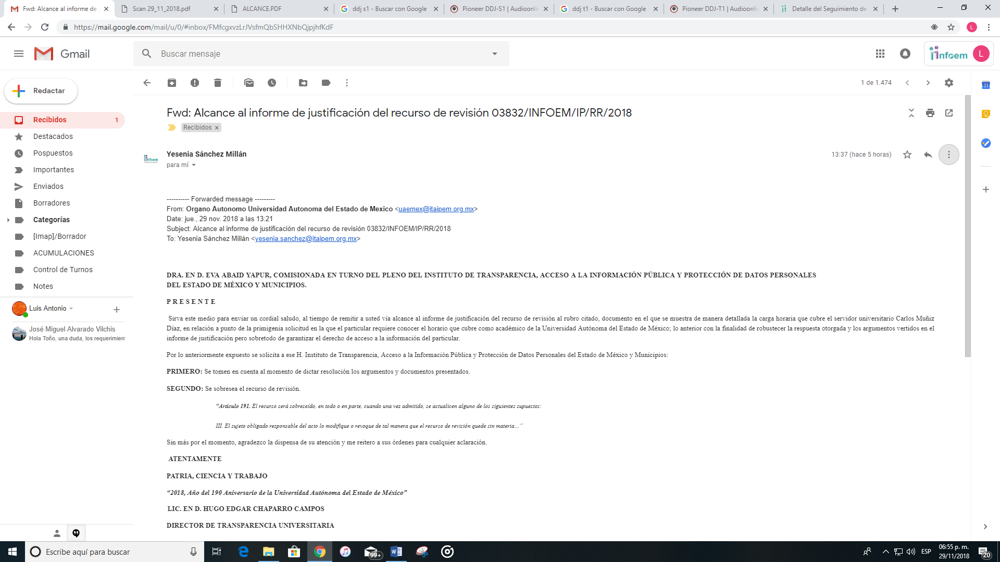 Fwd: Alcance al informe de
Scan 29_11_2018.pdf
ALCANCE.PDF
ddj s1 - Buscar con Google
Pioneer DDJ-S1 | Audioonlin
ddj t1 - Buscar con Google
Pioneer DDJ-T1 | Audioonlin
Detalle del Seguimiento de
https://mail.google.com/mail/u/0/#inbox/FMfcgxvzLrJVsfmQbSHHXNbQjpjhfKdF
L
Gmail
Buscar mensaje
infoem
L
Redactar
1 de 1.474
31
Recibidos 1
Destacados
Pospuestos
Importantes
Enviados
Borradores
Categorías
[Imap]/Borrador
ACUMULACIONES
Control de Turnos
Notes
Luis Antonio
José Miguel Alvarado Vilchis
Hola Toño, una duda, los requerimien
Fwd: Alcance al informe de justificación del recurso de revisión 03832/INFOEM/IP/RR/2018
Recibidos x
infoem
Yesenia Sánchez Millán
13:37 (hace 5 horas)
para mí
---------- Forwarded message ---------
From: Organo Autonomo Universidad Autonoma del Estado de Mexico <uaemex@itaipem.org.mx>
Date: jue., 29 nov. 2018 a las 13:21
Subject: Alcance al informe de justificación del recurso de revisión 03832/INFOEM/IP/RR/2018
To: Yesenia Sánchez Millán <yesenia.sanchez@itaipem.org.mx>
DRA. EN D. EVA ABAID YAPUR, COMISIONADA EN TURNO DEL PLENO DEL INSTITUTO DE TRANSPARENCIA, ACCESO A LA INFORMACIÓN PÚBLICA Y PROTECCIÓN DE DATOS PERSONALES
DEL ESTADO DE MÉXICO Y MUNICIPIOS.
P R E S E N T E
Sirva este medio para enviar un cordial saludo, al tiempo de remitir a usted vía alcance al informe de justificación del recurso de revisión al rubro citado, documento en el que se muestra de manera detallada la carga horaria que cubre el servidor universitario Carlos Muñiz
Díaz, en relación a punto de la primigenia solicitud en la que el particular requiere conocer el horario que cubre como académico de la Universidad Autónoma del Estado de México; lo anterior con la finalidad de robustecer la respuesta otorgada y los argumentos vertidos en el
informe de justificación pero sobretodo de garantizar el derecho de acceso a la información del particular.
Por lo anteriormente expuesto se solicita a ese H. Instituto de Transparencia, Acceso a la Información Pública y Protección de Datos Personales del Estado de México y Municipios:
PRIMERO: Se tomen en cuenta al momento de dictar resolución los argumentos y documentos presentados.
SEGUNDO: Se sobresea el recurso de revisión.
“Artículo 191. El recurso será sobreseído, en todo o en parte, cuando una vez admitido, se actualicen alguno de los siguientes supuestos:
III. El sujeto obligado responsable del acto lo modifique o revoque de tal manera que el recurso de revisión quede sin materia…”
Sin más por el momento, agradezco la dispensa de su atención y me reitero a sus órdenes para cualquier aclaración.
ATENTAMENTE
PATRIA, CIENCIA Y TRABAJO
“2018, Año del 190 Aniversario de la Universidad Autónoma del Estado de México”
LIC. EN D. HUGO EDGAR CHAPARRO CAMPOS
DIRECTOR DE TRANSPARENCIA UNIVERSITARIA
Escribe aquí para buscar
99+
ESP
06:55 p. m.
29/11/2018
20